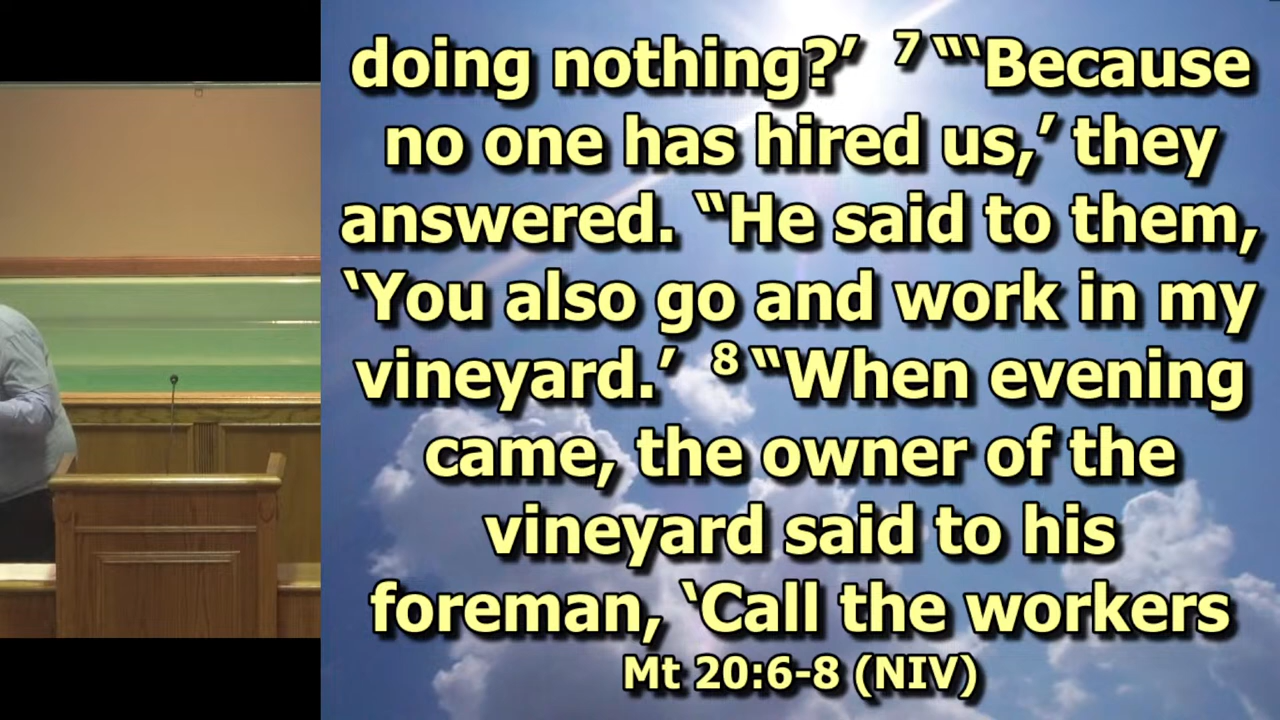 doing nothing?’ 7 “‘Because
no one has hired us,’ they
answered. “He said to them,
‘You also go and work in my
vineyard.’ 8 “When evening
came, the owner of the
vineyard said to his
foreman, ‘Call the workers
Mt 20:6-8 (NIV)